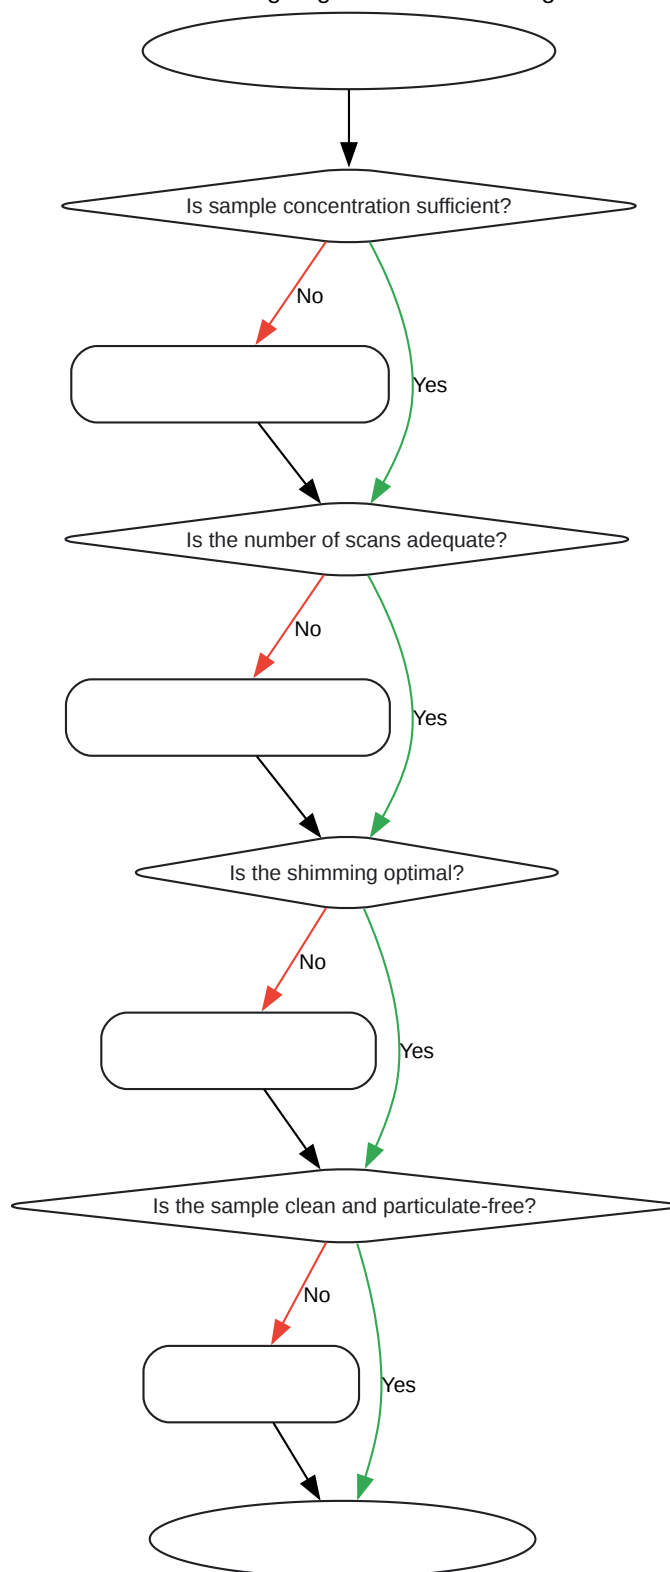 Is sample concentration sufficient?
No
Yes
Is the number of scans adequate?
No
Yes
Is the shimming optimal?
No
Yes
Is the sample clean and particulate-free?
No
Yes